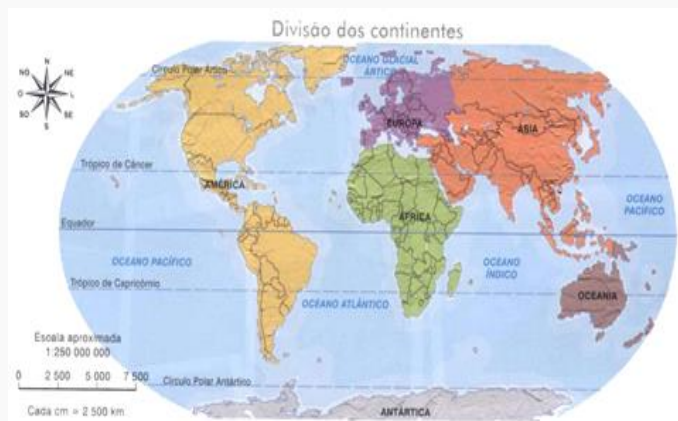 Divisão dos continentes
OCEANO GLACIAL
ÁRTICO
Círculo Polar Ártico
N
NO
NE
O
L
SO
SE
S
EUROPA
ÁSIA
Trópico de Câncer
AMÉRICA
ÁFRICA
OCEANO
PACÍFICO
Equador
OCEANO PACÍFICO
OCEANO
ÍNDICO
Trópico de Capricórnio
OCEANO ATLÂNTICO
OCEANIA
Escala aproximada
1:250 000 000
0 2 500 5 000 7 500
Cada cm = 2 500 km
Círculo Polar Antártico
ANTÁRTICA